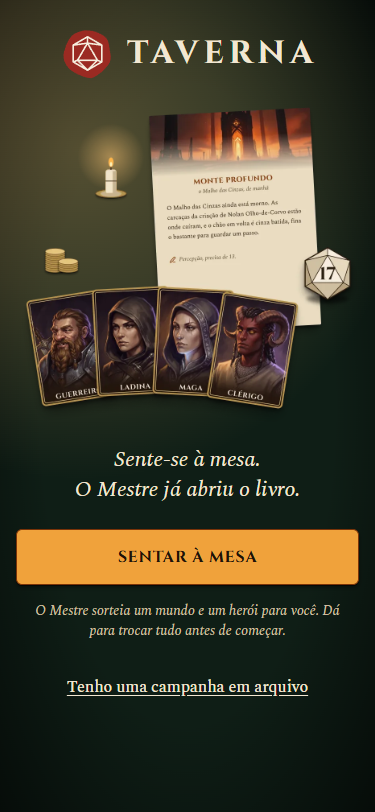 TAVERNA
MONTE PROFUNDO
o Malho das Cinzas, de manhã
O Malho das Cinzas ainda está morno. As
carcaças da criação de Nolan Olho-de-Corvo estão
onde caíram, e o chão em volta é cinza batida, fina
o bastante para guardar um passo.
Percepção, precisa de 13.
17
GUERREIR
LADINA
MAGA
CLÉRIGO
Sente-se à mesa.
O Mestre já abriu o livro.
SENTAR À MESA
O Mestre sorteia um mundo e um herói para você. Dá
para trocar tudo antes de começar.
Tenho uma campanha em arquivo